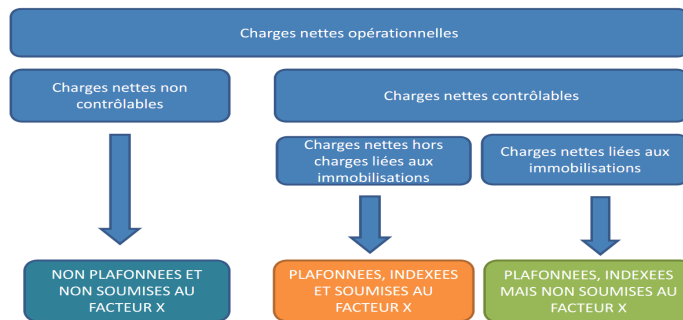 Charges nettes opérationnelles
Charges nettes non
contrôlables
Charges nettes contrôlables
Charges nettes hors
charges liées aux
immobilisations
Charges nettes liées aux
immobilisations
NON PLAFONNEES ET
NON SOUMISES AU
FACTEUR X
PLAFONNEES, INDEXEES
ET SOUMISES AU
FACTEUR X
PLAFONNEES, INDEXEES
MAIS NON SOUMISES AU
FACTEUR X